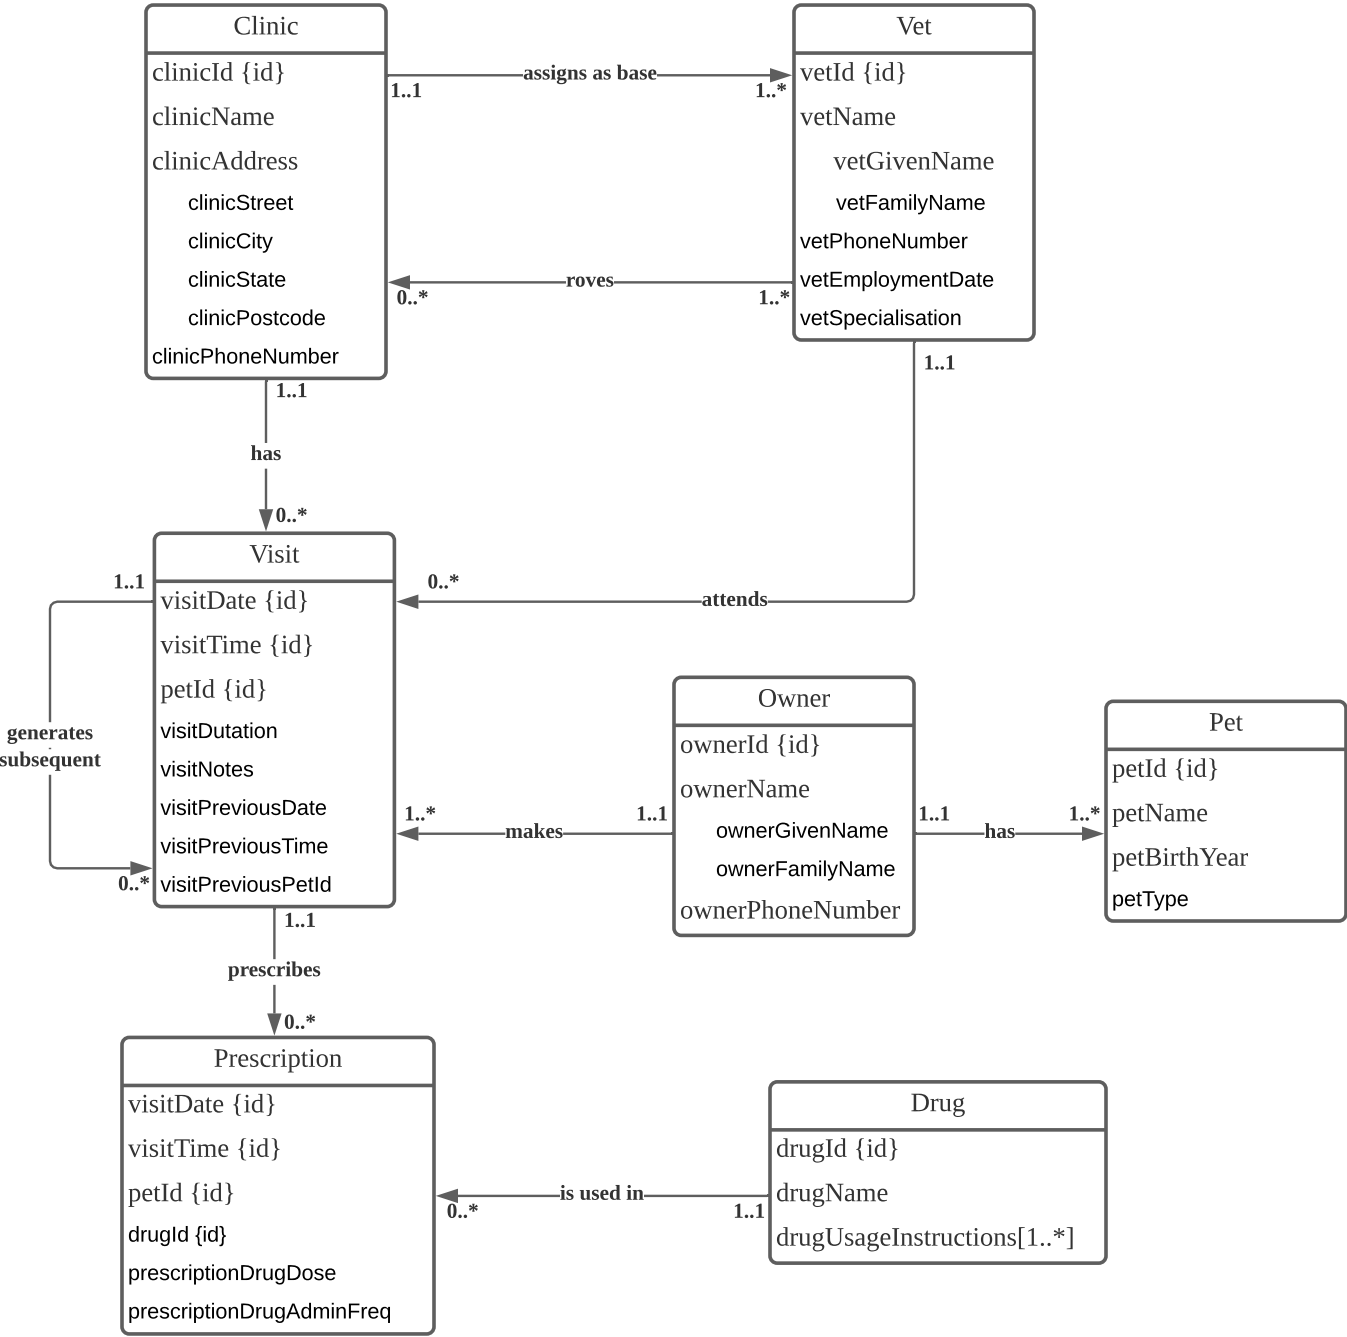 Clinic
clinicId {id}
clinicName
clinicAddress
clinicStreet
clinicCity
clinicState
clinicPostcode
clinicPhoneNumber
assigns as base
1..1
1..*
roves
0..*
1..*
Vet
vetId {id}
vetName
vetGivenName
vetFamilyName
vetPhoneNumber
vetEmploymentDate
vetSpecialisation
1..1
has
0..*
1..1
attends
0..*
Visit
visitDate {id}
visitTime {id}
petId {id}
visitDutation
visitNotes
visitPreviousDate
visitPreviousTime
visitPreviousPetId
1..1
generates
subsequent
0..*
1..*
makes
1..1
Owner
ownerId {id}
ownerName
ownerGivenName
ownerFamilyName
ownerPhoneNumber
1..1
has
1..*
Pet
petId {id}
petName
petBirthYear
petType
1..1
prescribes
0..*
Prescription
visitDate {id}
visitTime {id}
petId {id}
drugId {id}
prescriptionDrugDose
prescriptionDrugAdminFreq
is used in
0..*
1..1
Drug
drugId {id}
drugName
drugUsageInstructions[1..*]